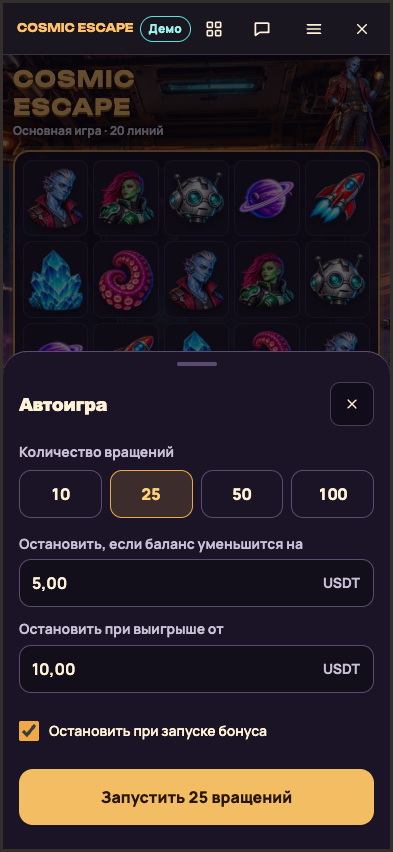 COSMIC ESCAPE
Демо
COSMIC
ESCAPE
Основная игра · 20 линий
Автоигра
Количество вращений
10
25
50
100
Остановить, если баланс уменьшится на
5,00 USDT
Остановить при выигрыше от
10,00 USDT
Остановить при запуске бонуса
Запустить 25 вращений